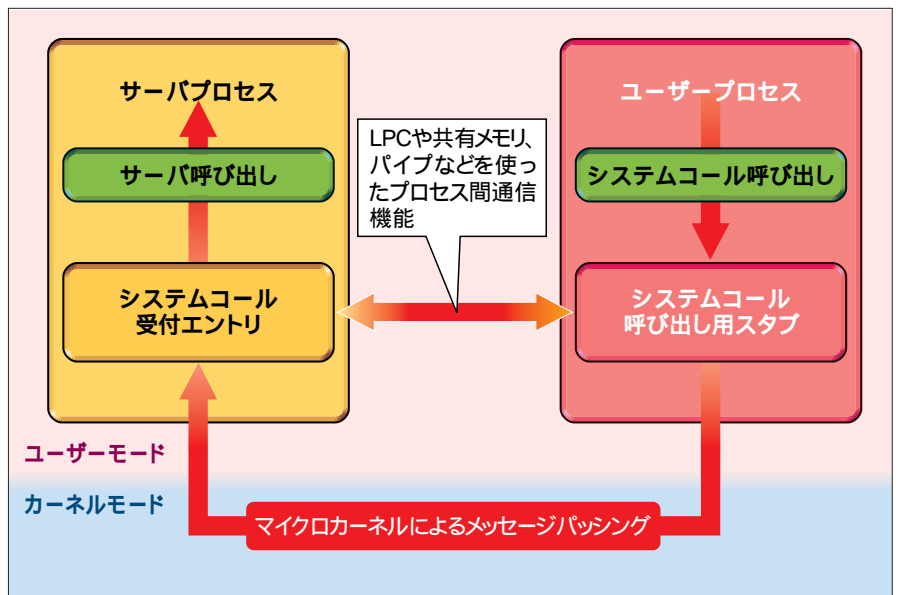 サーバプロセス
サーバ呼び出し
システムコール
受付エントリ
LPCや共有メモリ、
パイプなどを使っ
たプロセス間通信
機能
ユーザープロセス
システムコール呼び出し
システムコール
呼び出し用スタブ
ユーザーモード
カーネルモード
マイクロカーネルによるメッセージパッシング